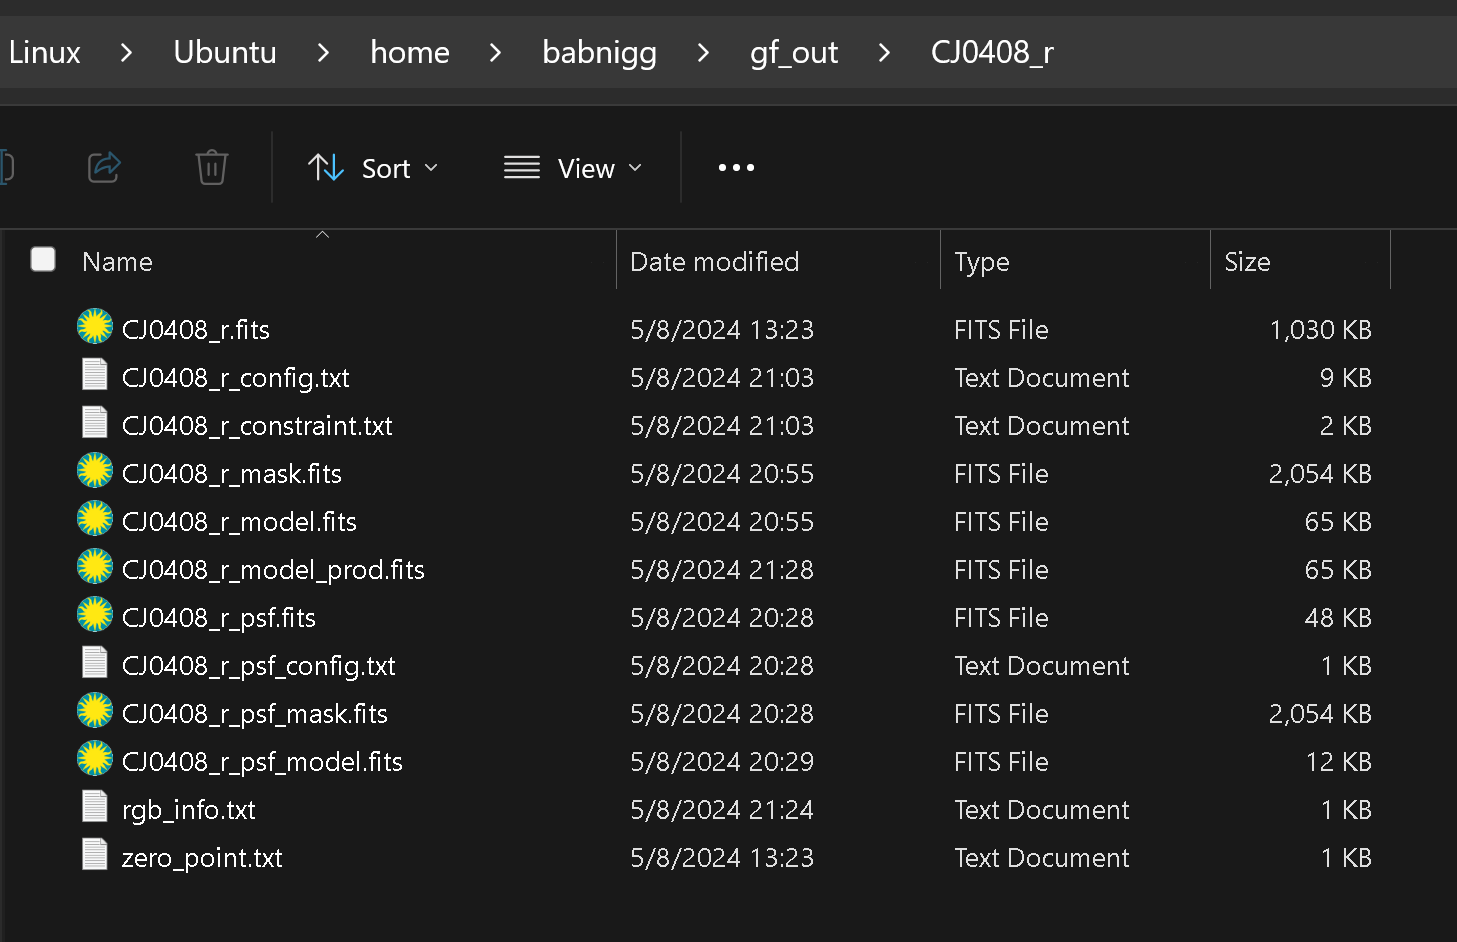 Linux > Ubuntu > home > babnigg > gf_out > CJ0408_r
Sort View
Name Date modified Type Size
CJ0408_r.fits 5/8/2024 13:23 FITS File 1,030 KB
CJ0408_r_config.txt 5/8/2024 21:03 Text Document 9 KB
CJ0408_r_constraint.txt 5/8/2024 21:03 Text Document 2 KB
CJ0408_r_mask.fits 5/8/2024 20:55 FITS File 2,054 KB
CJ0408_r_model.fits 5/8/2024 20:55 FITS File 65 KB
CJ0408_r_model_prod.fits 5/8/2024 21:28 FITS File 65 KB
CJ0408_r_psf.fits 5/8/2024 20:28 FITS File 48 KB
CJ0408_r_psf_config.txt 5/8/2024 20:28 Text Document 1 KB
CJ0408_r_psf_mask.fits 5/8/2024 20:28 FITS File 2,054 KB
CJ0408_r_psf_model.fits 5/8/2024 20:29 FITS File 12 KB
rgb_info.txt 5/8/2024 21:24 Text Document 1 KB
zero_point.txt 5/8/2024 13:23 Text Document 1 KB